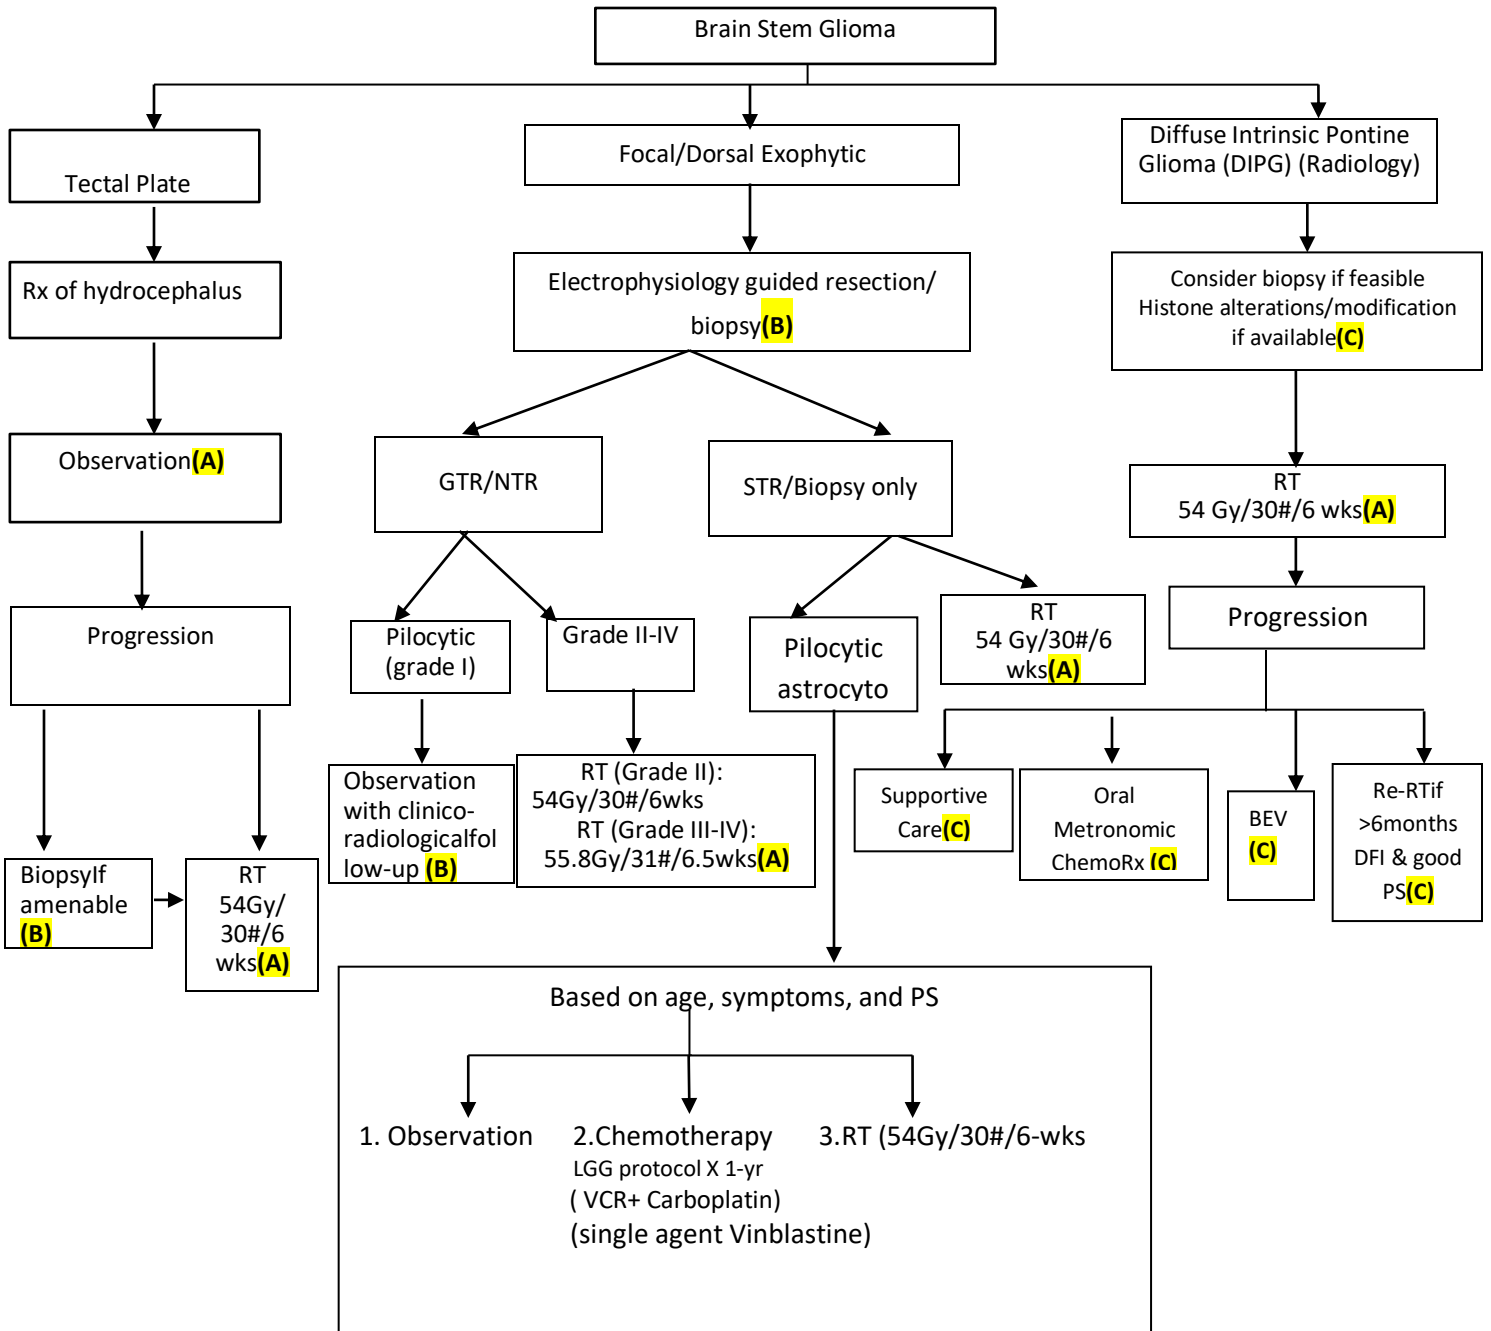 Brain Stem Glioma
Tectal Plate
Focal/Dorsal Exophytic
Diffuse Intrinsic Pontine
Glioma (DIPG) (Radiology)
Rx of hydrocephalus
Electrophysiology guided resection/
biopsy(B)
Consider biopsy if feasible
Histone alterations/modification
if available(C)
Observation(A)
GTR/NTR
STR/Biopsy only
RT
54 Gy/30#/6 wks(A)
Progression
Pilocytic
(grade I)
Grade II-IV
Pilocytic
astrocyto
RT
54 Gy/30#/6
wks(A)
Progression
Observation
with clinico-
radiologicalfol
low-up (B)
RT (Grade II):
54Gy/30#/6wks
RT (Grade III-IV):
55.8Gy/31#/6.5wks(A)
Supportive
Care(C)
Oral
Metronomic
ChemoRx (C)
BEV
(C)
Re-RTif
>6months
DFI & good
PS(C)
BiopsyIf
amenable
(B)
RT
54Gy/
30#/6
wks(A)
Based on age, symptoms, and PS
1. Observation
2.Chemotherapy
LGG protocol X 1-yr
( VCR+ Carboplatin)
(single agent Vinblastine)
3.RT (54Gy/30#/6-wks